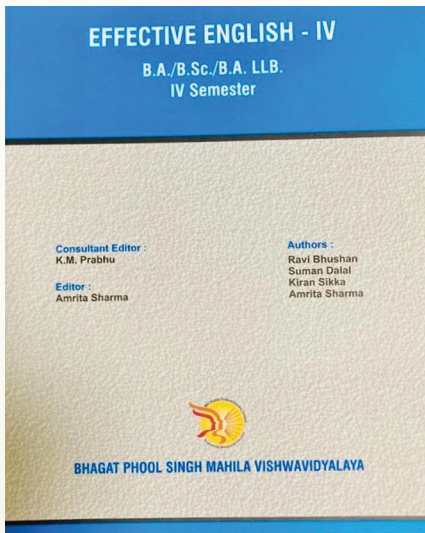 EFFECTIVE ENGLISH - IV
B.A./B.Sc./B.A. LLB.
IV Semester
Consultant Editor :
K.M. Prabhu
Editor :
Amrita Sharma
Authors :
Ravi Bhushan
Suman Dalal
Kiran Sikka
Amrita Sharma
BHAGAT PHOOL SINGH MAHILA VISHWAVIDYALAYA